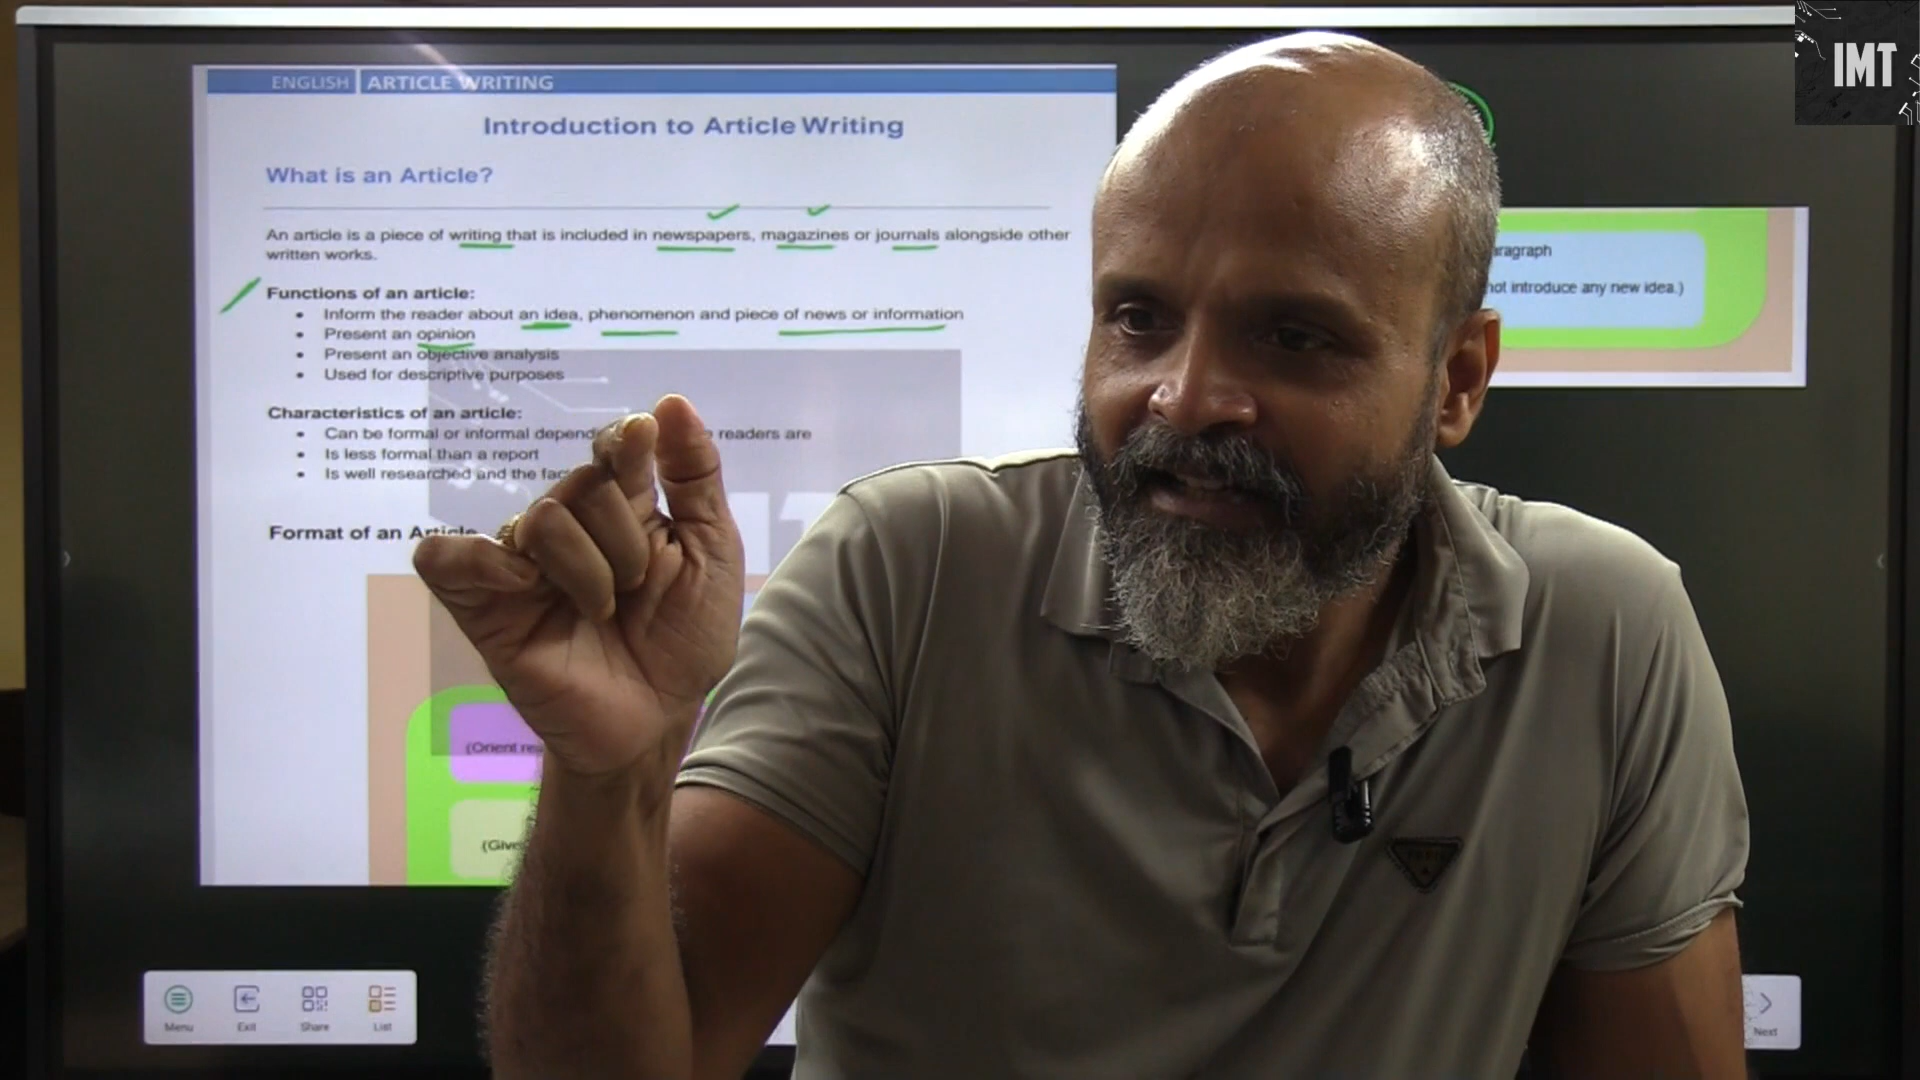 IMT
ENGLISH ARTICLE WRITING
Introduction to Article Writing
What is an Article?
An article is a piece of writing that is included in newspapers, magazines or journals alongside other
written works.
Functions of an article:
• Inform the reader about an idea, phenomenon and piece of news or information
• Present an opinion
• Present an objective analysis
• Used for descriptive purposes
Characteristics of an article:
• Can be formal or informal readers are
• Is less formal than a report
• Is well researched and the
Format of an Article
(Orient
not introduce any new idea.)
Menu Exit Share List
Next